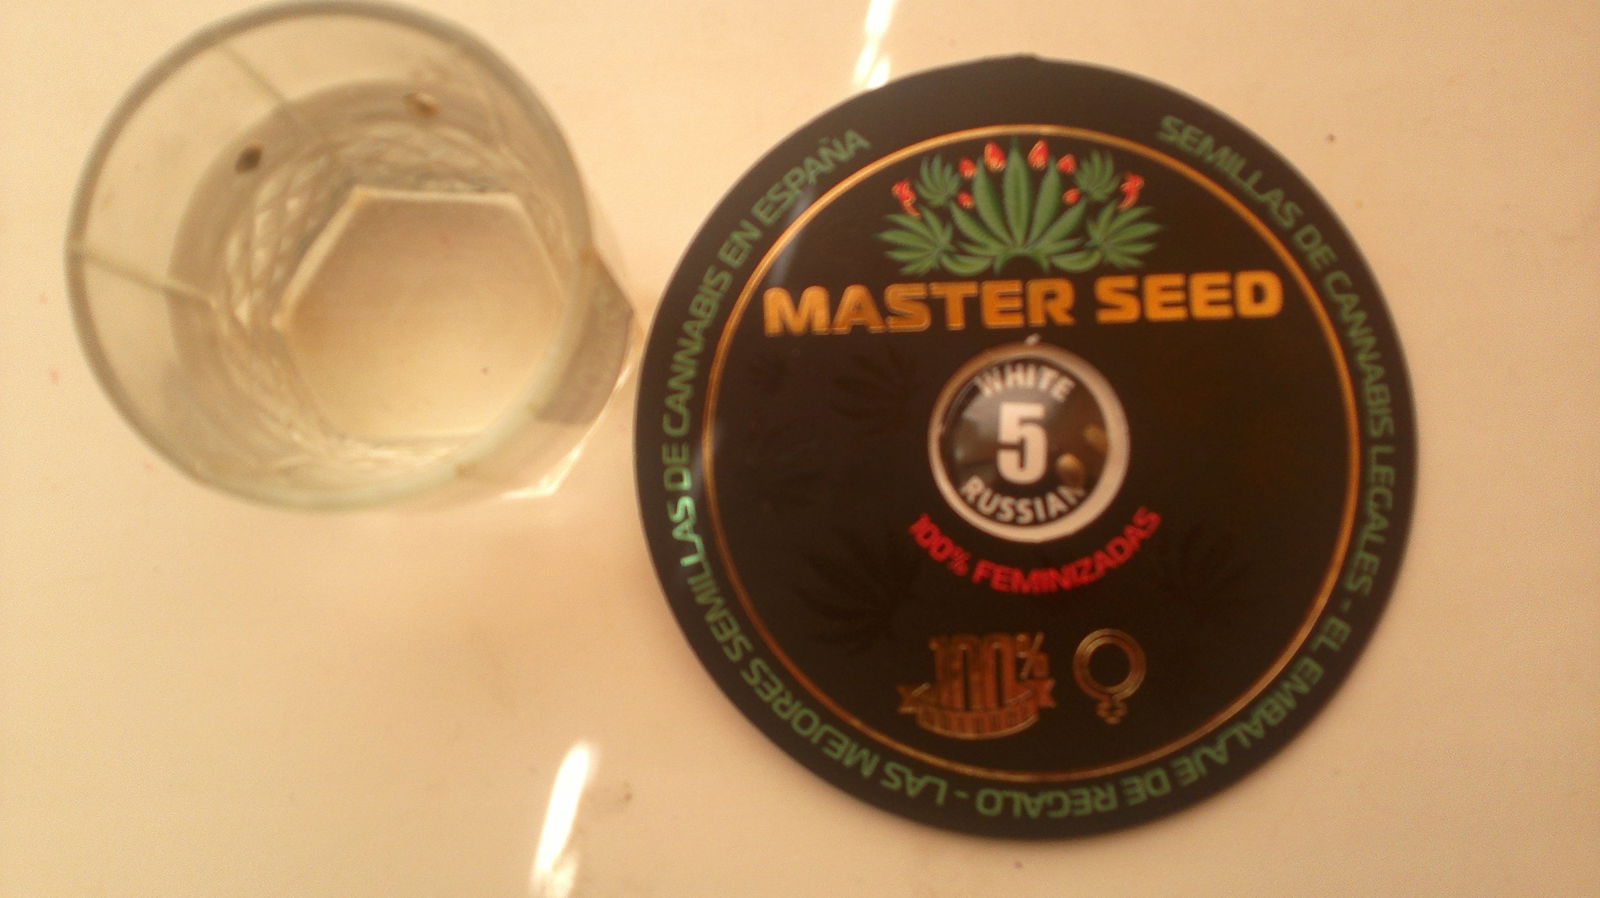 SEMILLAS DE CANNABIS LEGALES - EL EMBALAJE DE REGALO - LAS MEJORES SEMILLAS DE CANNABIS EN ESPAÑA
MASTER SEED
WHITE
5
RUSSIAN
100% FEMINIZADAS
100%